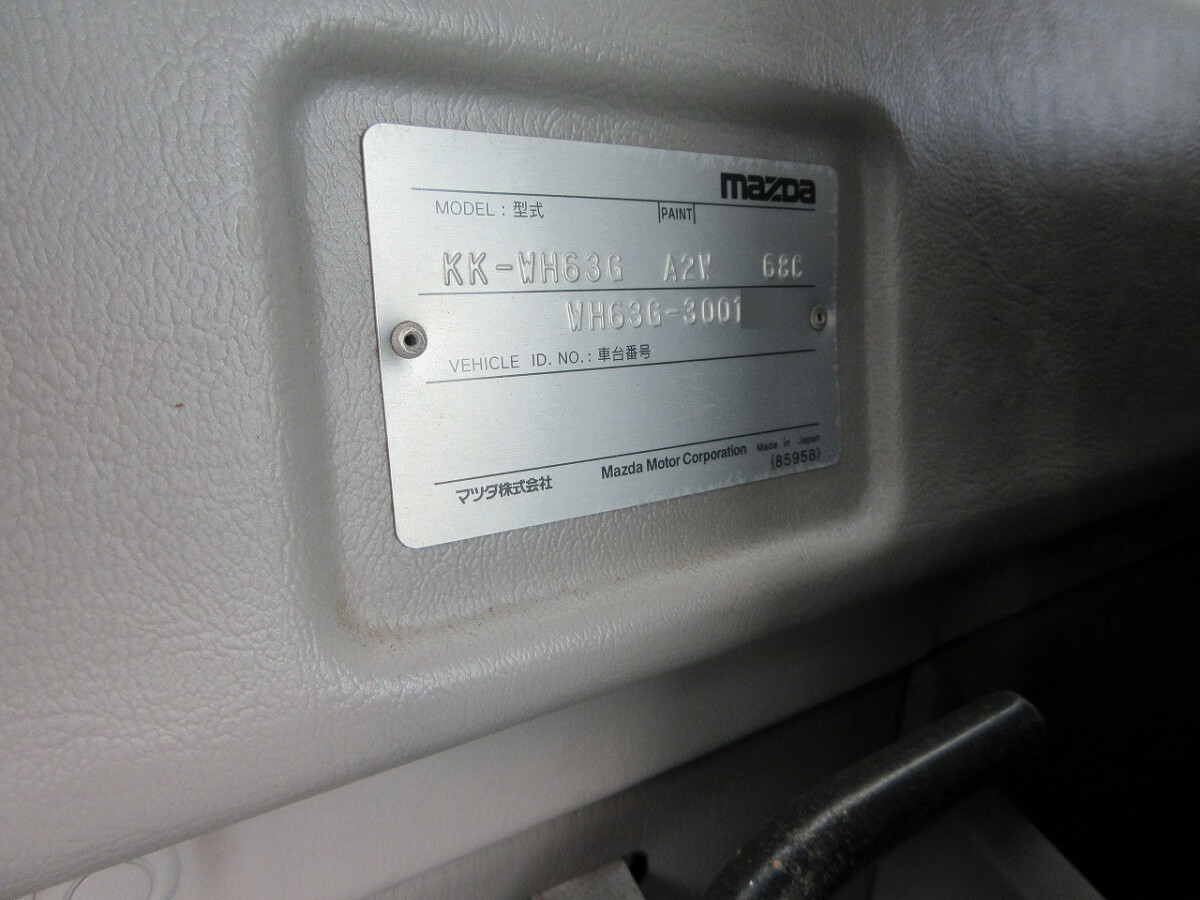 mazda
MODEL : 型式 PAINT
KK-WH63G A2W 68C
WH63G-3001
VEHICLE ID. NO. : 車台番号
マツダ株式会社 Mazda Motor Corporation Made in Japan
(8595B)